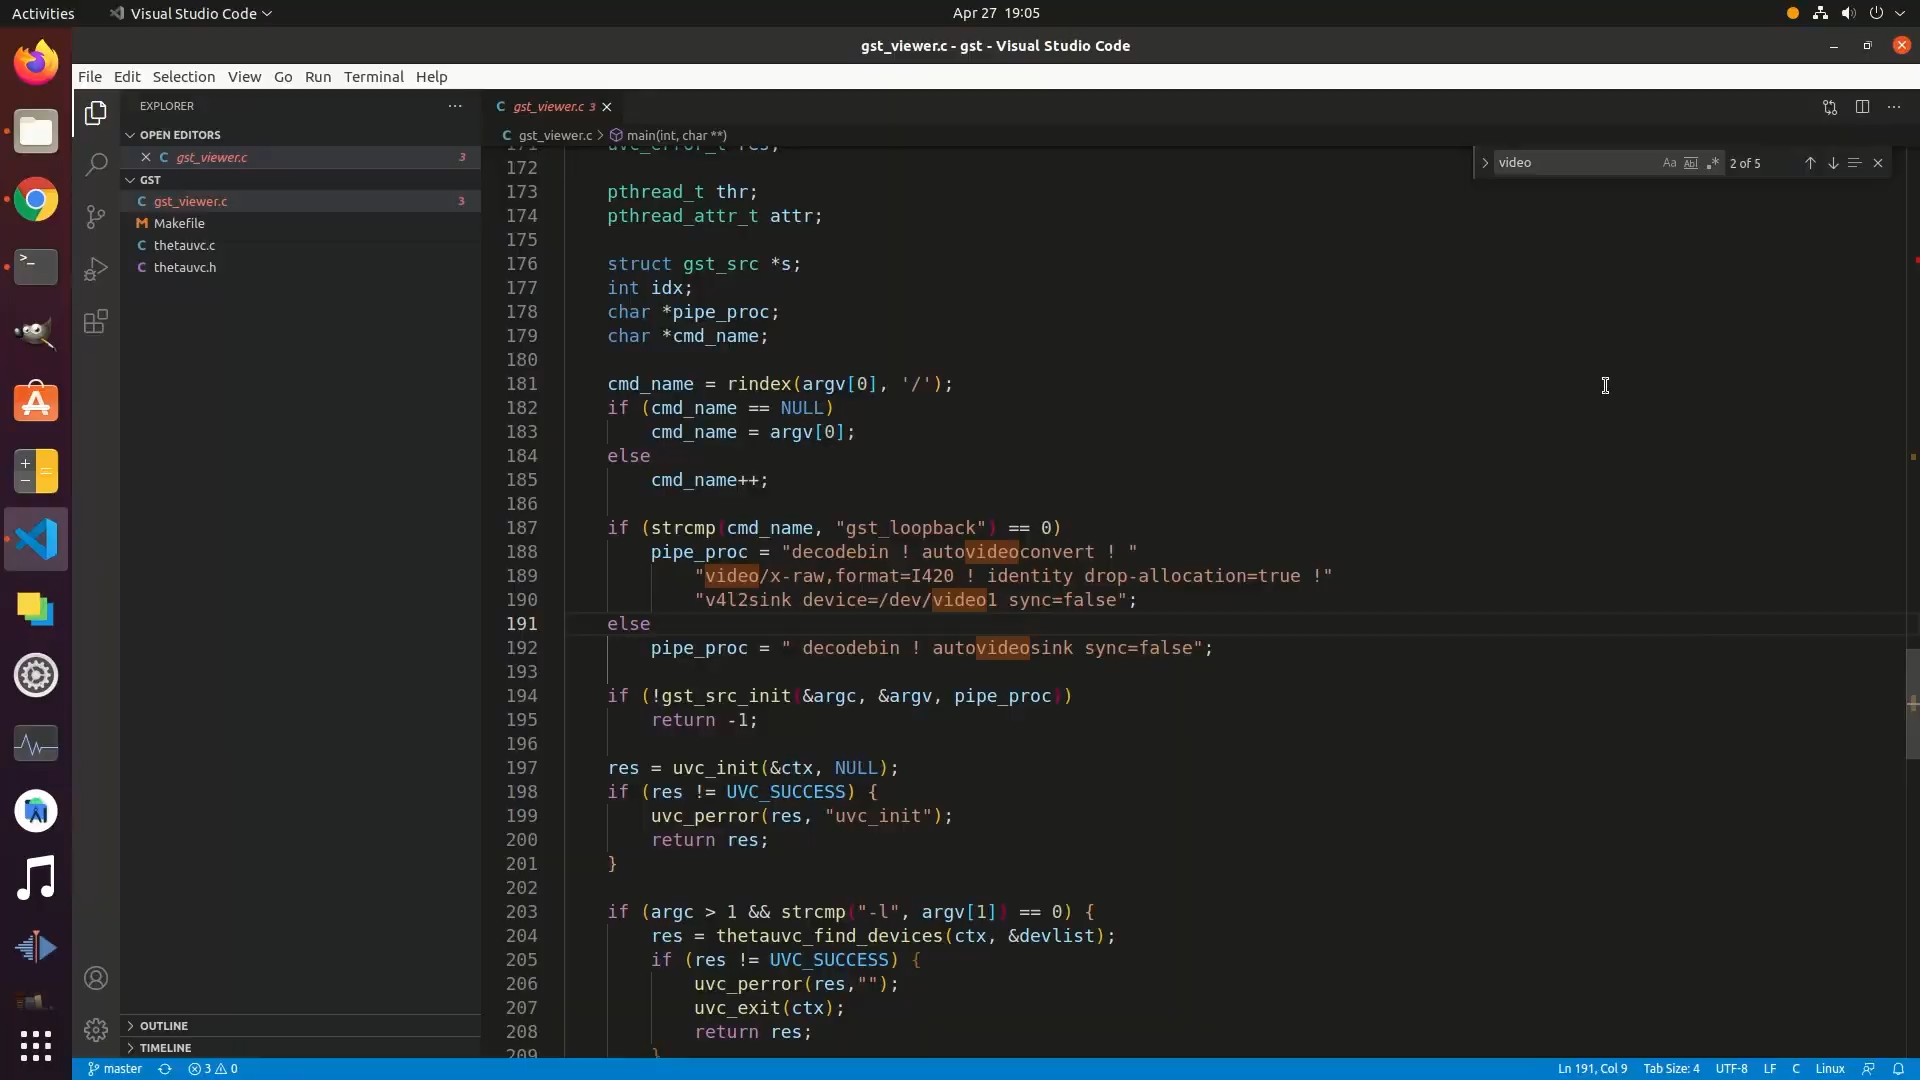 Activities Visual Studio Code Apr 27 19:05
gst_viewer.c - gst - Visual Studio Code
File Edit Selection View Go Run Terminal Help
EXPLORER
OPEN EDITORS
C gst_viewer.c 3
GST
C gst_viewer.c 3
M Makefile
C thetauvc.c
C thetauvc.h
OUTLINE
TIMELINE
C gst_viewer.c 3
C gst_viewer.c > main(int, char **)
video Aa Abl .* 2 of 5
171 uvc_error_t res;
172
173 pthread_t thr;
174 pthread_attr_t attr;
175
176 struct gst_src *s;
177 int idx;
178 char *pipe_proc;
179 char *cmd_name;
180
181 cmd_name = rindex(argv[0], '/');
182 if (cmd_name == NULL)
183 cmd_name = argv[0];
184 else
185 cmd_name++;
186
187 if (strcmp(cmd_name, "gst_loopback") == 0)
188 pipe_proc = "decodebin ! autovideoconvert ! "
189 "video/x-raw,format=I420 ! identity drop-allocation=true !"
190 "v4l2sink device=/dev/video1 sync=false";
191 else
192 pipe_proc = " decodebin ! autovideosink sync=false";
193
194 if (!gst_src_init(&argc, &argv, pipe_proc))
195 return -1;
196
197 res = uvc_init(&ctx, NULL);
198 if (res != UVC_SUCCESS) {
199 uvc_perror(res, "uvc_init");
200 return res;
201 }
202
203 if (argc > 1 && strcmp("-l", argv[1]) == 0) {
204 res = thetauvc_find_devices(ctx, &devlist);
205 if (res != UVC_SUCCESS) {
206 uvc_perror(res,"");
207 uvc_exit(ctx);
208 return res;
209 }
master 3 0 Ln 191, Col 9 Tab Size: 4 UTF-8 LF C Linux